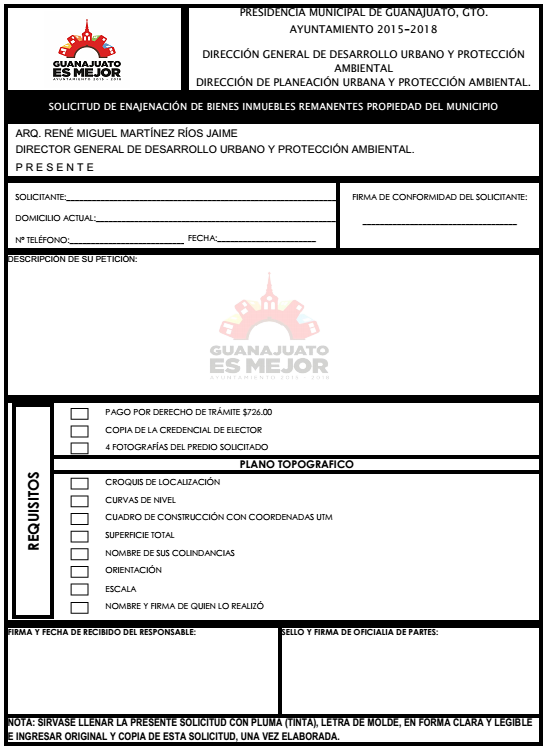 PRESIDENCIA MUNICIPAL DE GUANAJUATO, GTO.
AYUNTAMIENTO 2015-2018
DIRECCIÓN GENERAL DE DESARROLLO URBANO Y PROTECCIÓN
AMBIENTAL
DIRECCIÓN DE PLANEACIÓN URBANA Y PROTECCIÓN AMBIENTAL.
GUANAJUATO
ES MEJOR
AYUNTAMIENTO 2015 - 2018
SOLICITUD DE ENAJENACIÓN DE BIENES INMUEBLES REMANENTES PROPIEDAD DEL MUNICIPIO
ARQ. RENÉ MIGUEL MARTÍNEZ RÍOS JAIME
DIRECTOR GENERAL DE DESARROLLO URBANO Y PROTECCIÓN AMBIENTAL.
P R E S E N T E
SOLICITANTE:
DOMICILIO ACTUAL:
Nº TELÉFONO: FECHA:
FIRMA DE CONFORMIDAD DEL SOLICITANTE:
DESCRIPCIÓN DE SU PETICIÓN:
GUANAJUATO
ES MEJOR
AYUNTAMIENTO 2015 - 2018
REQUISITOS
PAGO POR DERECHO DE TRÁMITE $726.00
COPIA DE LA CREDENCIAL DE ELECTOR
4 FOTOGRAFÍAS DEL PREDIO SOLICITADO
PLANO TOPOGRAFICO
CROQUIS DE LOCALIZACIÓN
CURVAS DE NIVEL
CUADRO DE CONSTRUCCIÓN CON COORDENADAS UTM
SUPERFICIE TOTAL
NOMBRE DE SUS COLINDANCIAS
ORIENTACIÓN
ESCALA
NOMBRE Y FIRMA DE QUIEN LO REALIZÓ
FIRMA Y FECHA DE RECIBIDO DEL RESPONSABLE:
SELLO Y FIRMA DE OFICIALIA DE PARTES:
NOTA: SIRVASE LLENAR LA PRESENTE SOLICITUD CON PLUMA (TINTA), LETRA DE MOLDE, EN FORMA CLARA Y LEGIBLE
E INGRESAR ORIGINAL Y COPIA DE ESTA SOLICITUD, UNA VEZ ELABORADA.